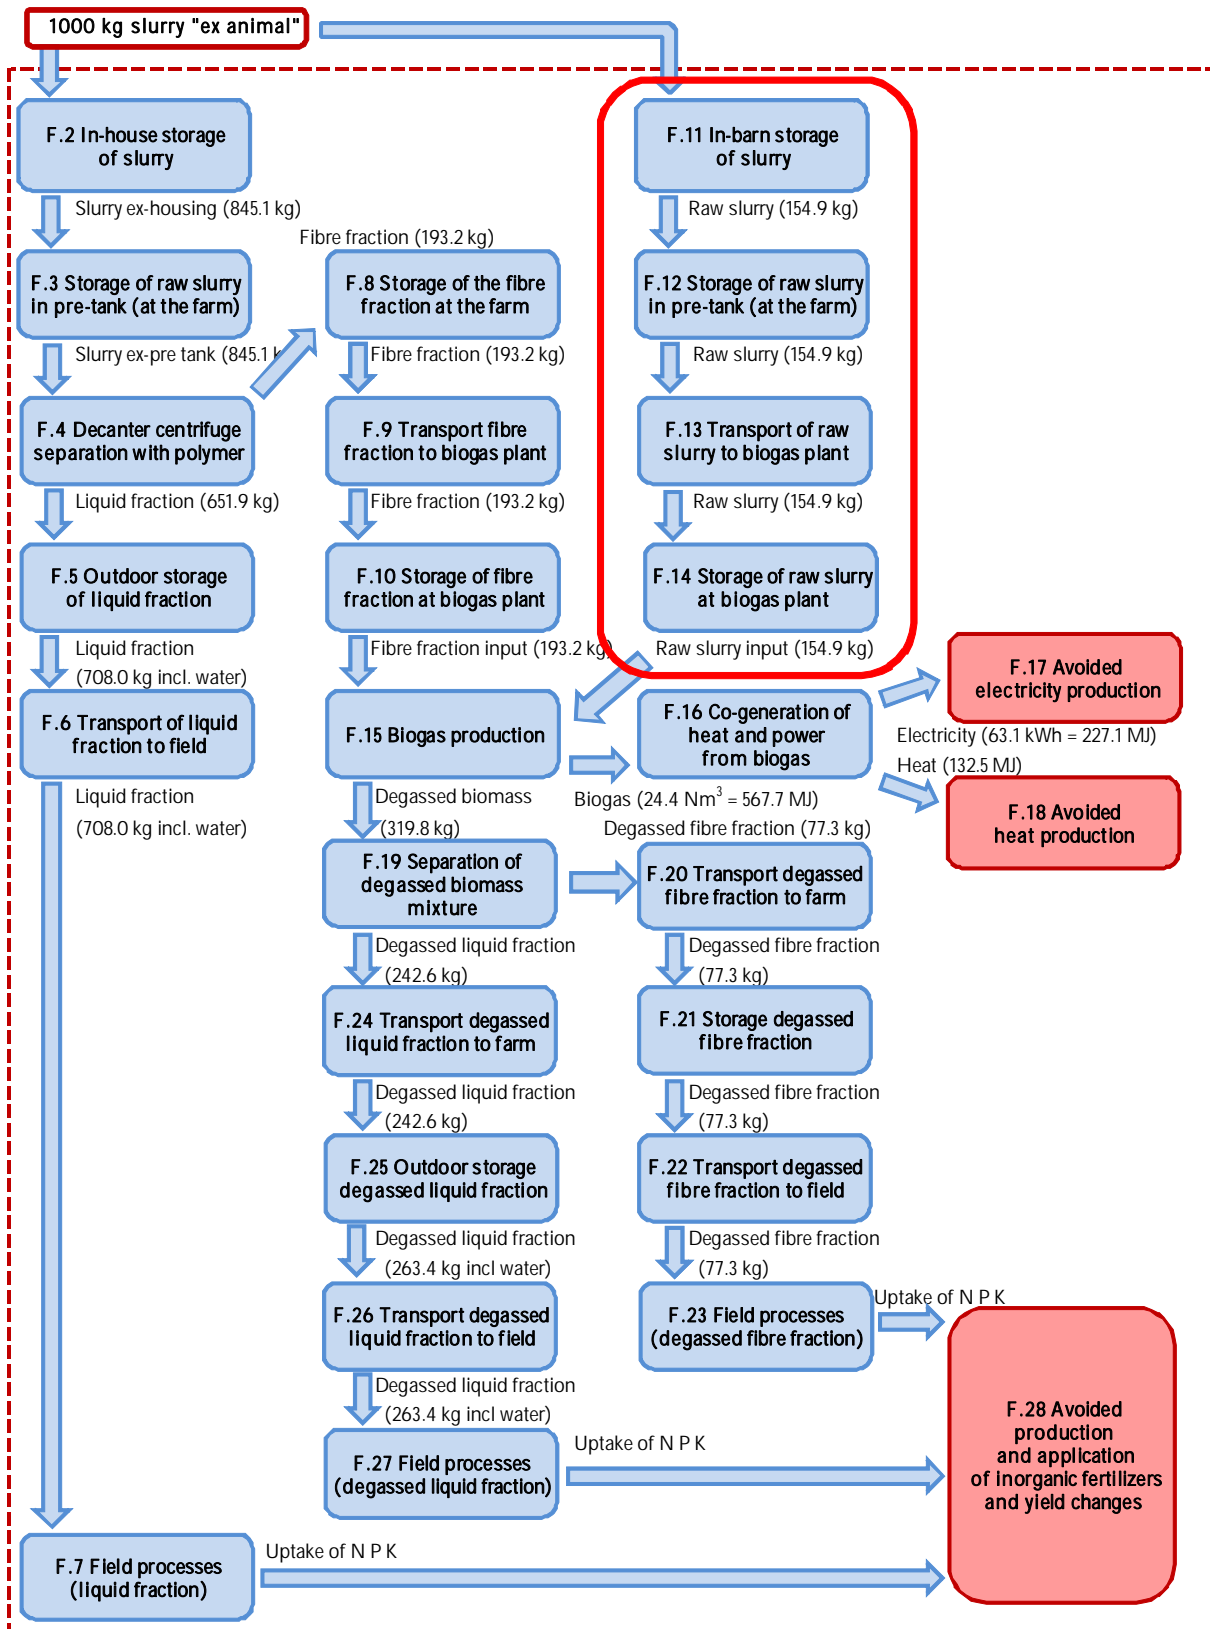 1000 kg slurry "ex animal"
F.2 In-house storage
of slurry
F.11 In-barn storage
of slurry
Slurry ex-housing (845.1 kg)
Raw slurry (154.9 kg)
Fibre fraction (193.2 kg)
F.3 Storage of raw slurry
in pre-tank (at the farm)
F.8 Storage of the fibre
fraction at the farm
F.12 Storage of raw slurry
in pre-tank (at the farm)
Slurry ex-pre tank (845.1 k
Fibre fraction (193.2 kg)
Raw slurry (154.9 kg)
F.4 Decanter centrifuge
separation with polymer
F.9 Transport fibre
fraction to biogas plant
F.13 Transport of raw
slurry to biogas plant
Liquid fraction (651.9 kg)
Fibre fraction (193.2 kg)
Raw slurry (154.9 kg)
F.5 Outdoor storage
of liquid fraction
F.10 Storage of fibre
fraction at biogas plant
F.14 Storage of raw slurry
at biogas plant
Liquid fraction
(708.0 kg incl. water)
Fibre fraction input (193.2 kg)
Raw slurry input (154.9 kg)
F.17 Avoided
electricity production
F.6 Transport of liquid
fraction to field
F.15 Biogas production
F.16 Co-generation of
heat and power
from biogas
Electricity (63.1 kWh = 227.1 MJ)
Heat (132.5 MJ)
Liquid fraction
(708.0 kg incl. water)
Degassed biomass
(319.8 kg)
Biogas (24.4 Nm³ = 567.7 MJ)
Degassed fibre fraction (77.3 kg)
F.18 Avoided
heat production
F.19 Separation of
degassed biomass
mixture
F.20 Transport degassed
fibre fraction to farm
Degassed liquid fraction
(242.6 kg)
Degassed fibre fraction
(77.3 kg)
F.24 Transport degassed
liquid fraction to farm
F.21 Storage degassed
fibre fraction
Degassed liquid fraction
(242.6 kg)
Degassed fibre fraction
(77.3 kg)
F.25 Outdoor storage
degassed liquid fraction
F.22 Transport degassed
fibre fraction to field
Degassed liquid fraction
(263.4 kg incl water)
Degassed fibre fraction
(77.3 kg)
F.26 Transport degassed
liquid fraction to field
F.23 Field processes
(degassed fibre fraction)
Uptake of N P K
Degassed liquid fraction
(263.4 kg incl water)
F.28 Avoided
production
and application
of inorganic fertilizers
and yield changes
F.27 Field processes
(degassed liquid fraction)
Uptake of N P K
F.7 Field processes
(liquid fraction)
Uptake of N P K